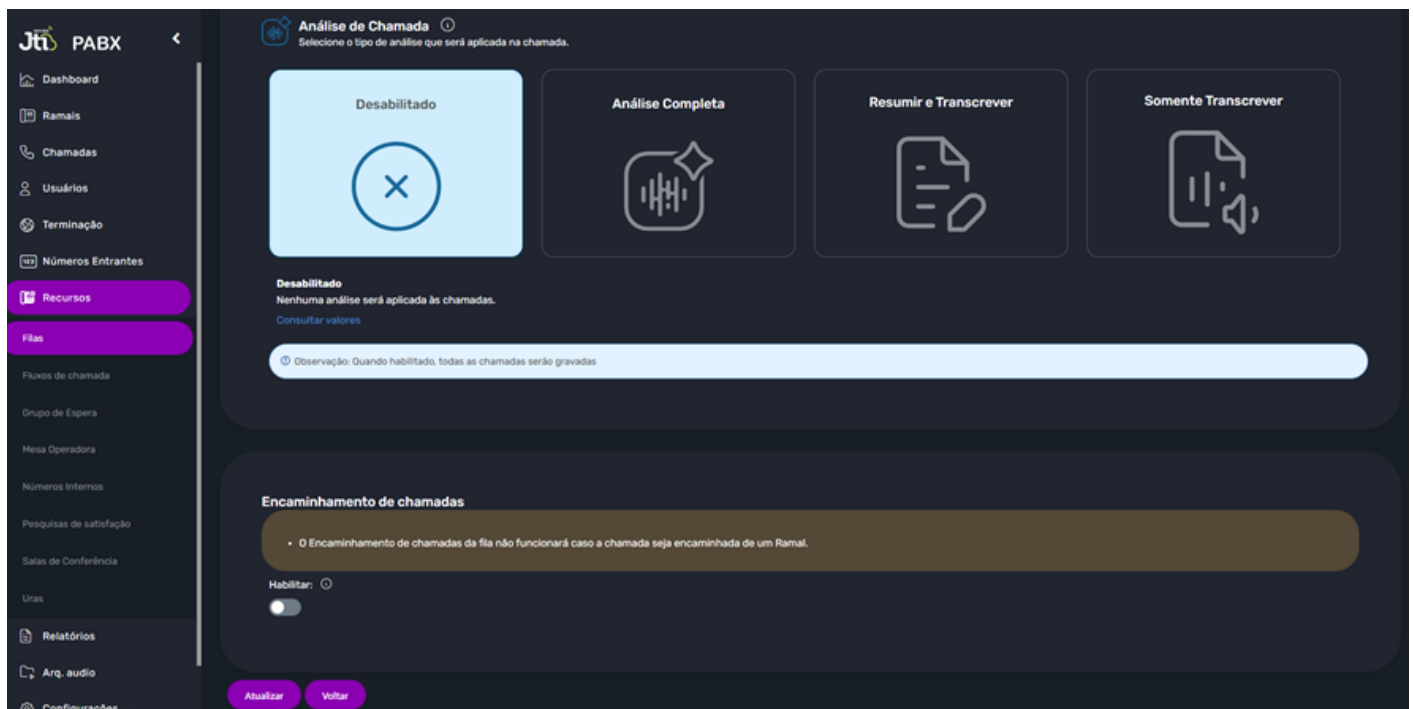 Jti PABX
Dashboard
Ramais
Chamadas
Usuários
Terminação
123 Números Entrantes
Recursos
Filas
Fluxos de chamada
Grupo de Espera
Mesa Operadora
Números Internos
Pesquisas de satisfação
Salas de Conferência
Uras
Relatórios
Arq. audio
Configurações
Análise de Chamada
Selecione o tipo de análise que será aplicada na chamada.
Desabilitado
Análise Completa
Resumir e Transcrever
Somente Transcrever
Desabilitado
Nenhuma análise será aplicada às chamadas.
Consultar valores
Observação: Quando habilitado, todas as chamadas serão gravadas
Encaminhamento de chamadas
• O Encaminhamento de chamadas da fila não funcionará caso a chamada seja encaminhada de um Ramal.
Habilitar:
Atualizar
Voltar